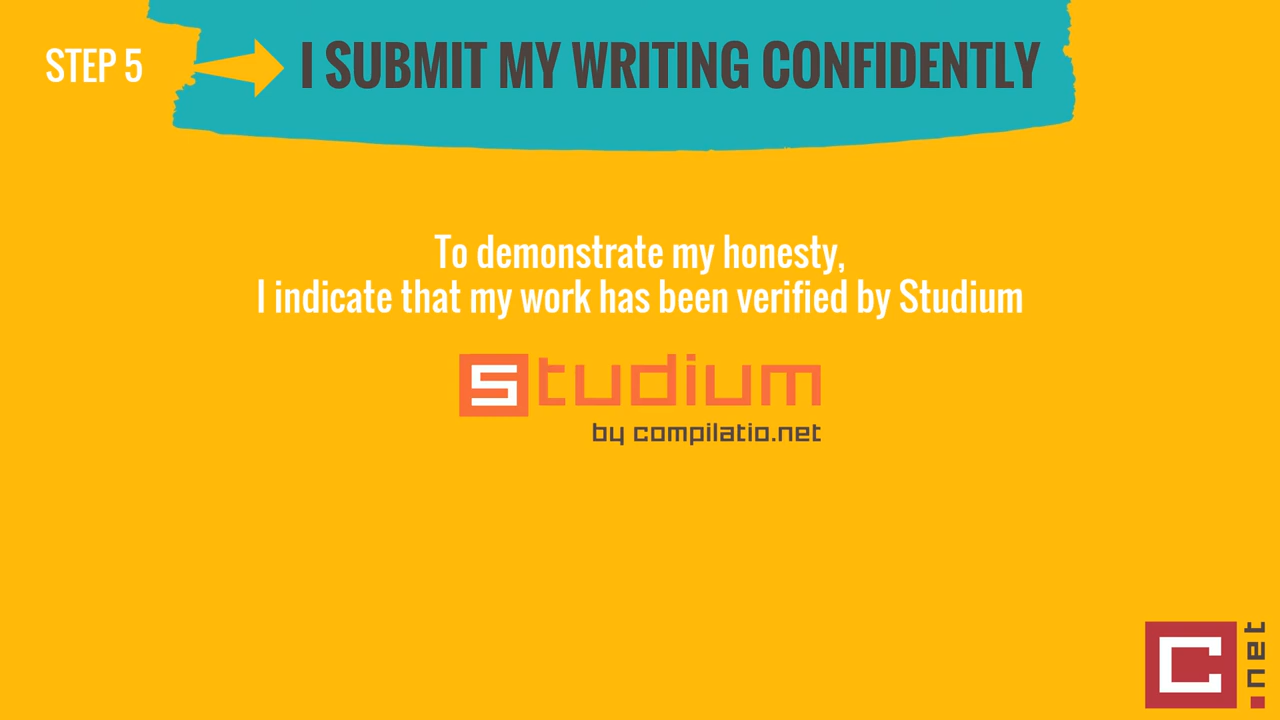 STEP 5
I SUBMIT MY WRITING CONFIDENTLY
To demonstrate my honesty,
I indicate that my work has been verified by Studium
studium
by compilatio.net
C.net